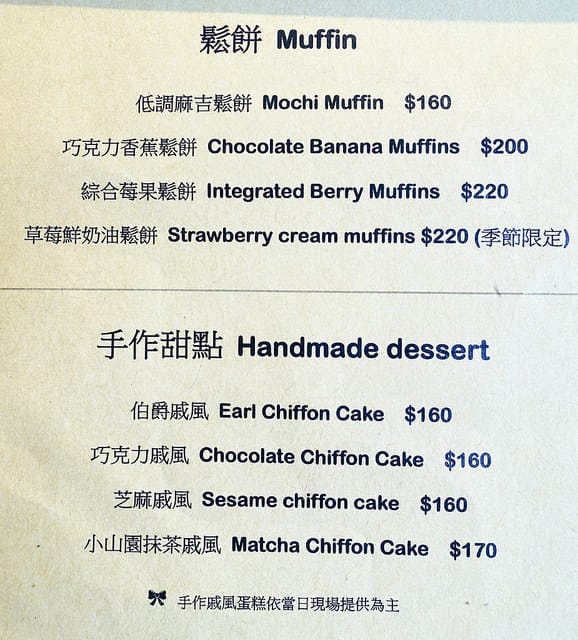 鬆餅 Muffin
低調麻吉鬆餅 Mochi Muffin $160
巧克力香蕉鬆餅 Chocolate Banana Muffins $200
綜合莓果鬆餅 Integrated Berry Muffins $220
草莓鮮奶油鬆餅 Strawberry cream muffins $220 (季節限定)
手作甜點 Handmade dessert
伯爵戚風 Earl Chiffon Cake $160
巧克力戚風 Chocolate Chiffon Cake $160
芝麻戚風 Sesame chiffon cake $160
小山園抹茶戚風 Matcha Chiffon Cake $170
手作戚風蛋糕依當日現場提供為主